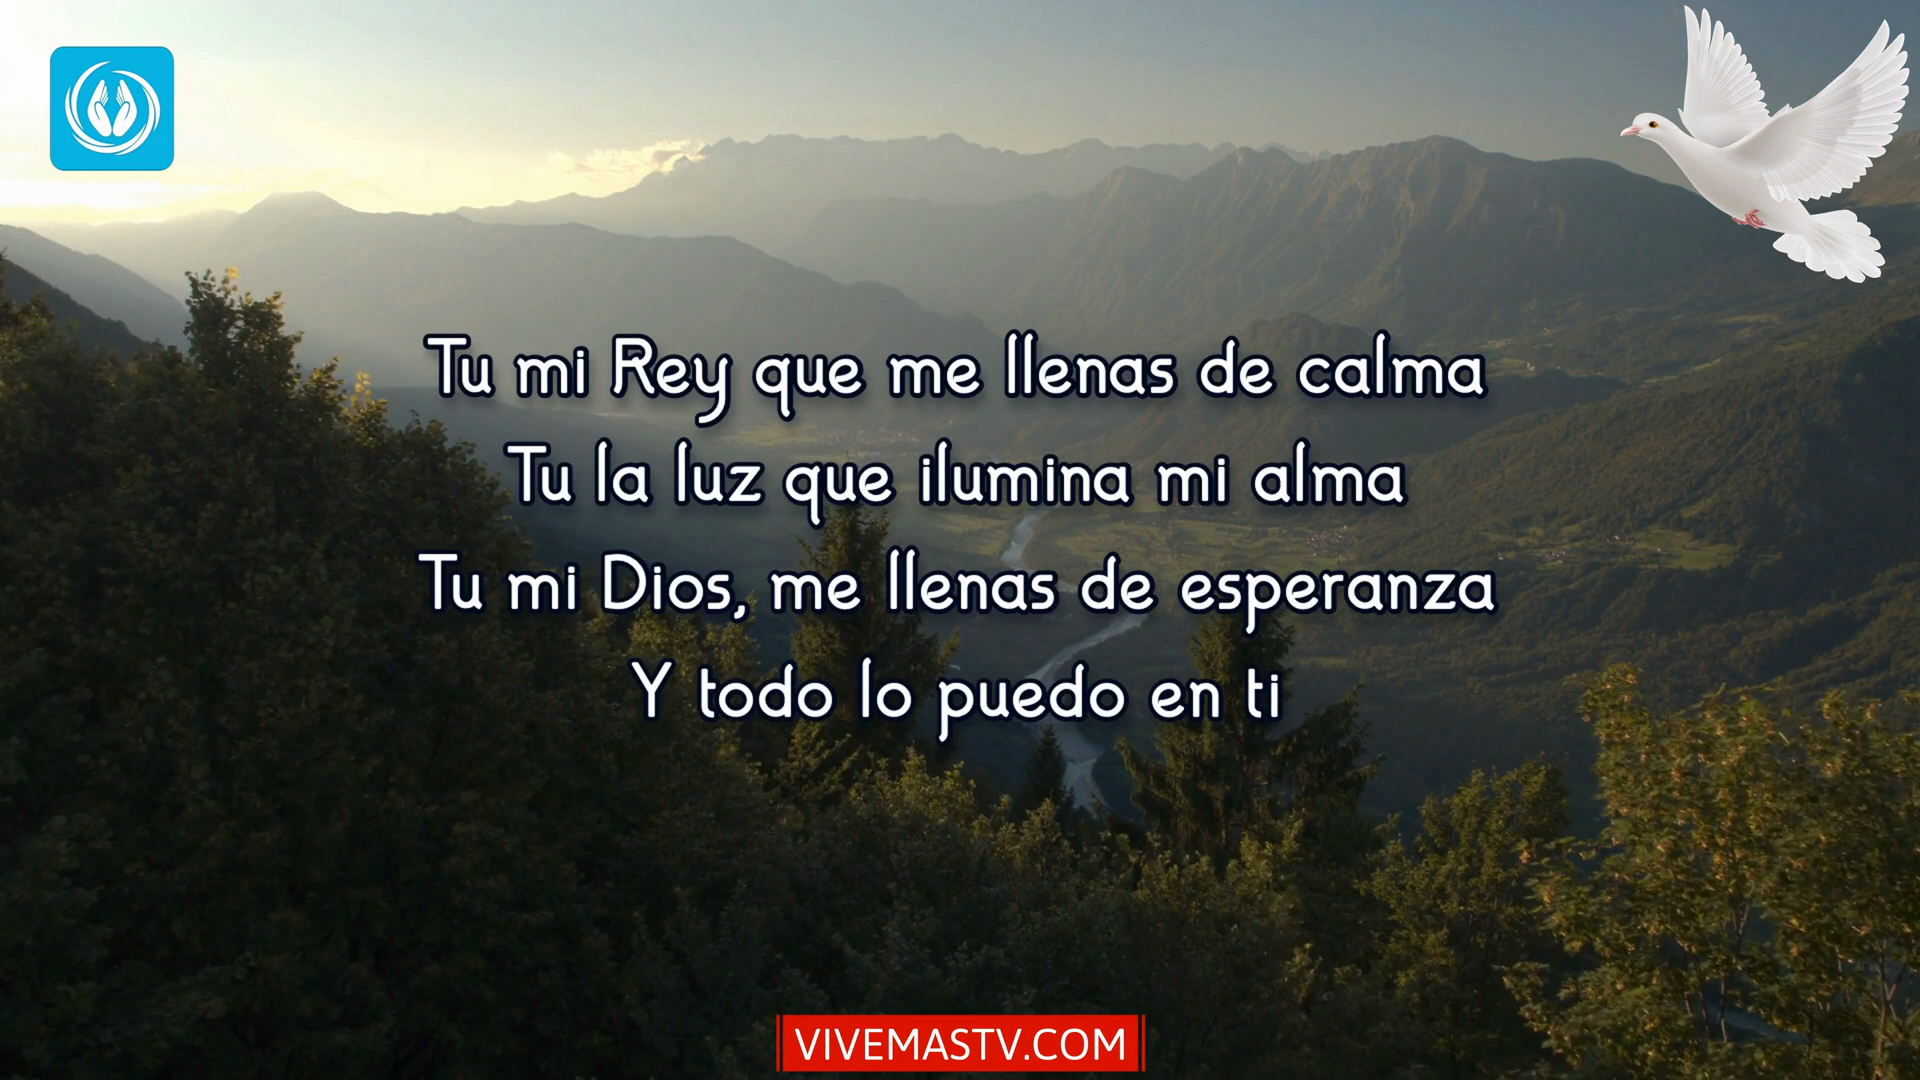 Tu mi Rey que me llenas de calma
Tu la luz que ilumina mi alma
Tu mi Dios, me llenas de esperanza
Y todo lo puedo en ti
VIVEMASTV.COM